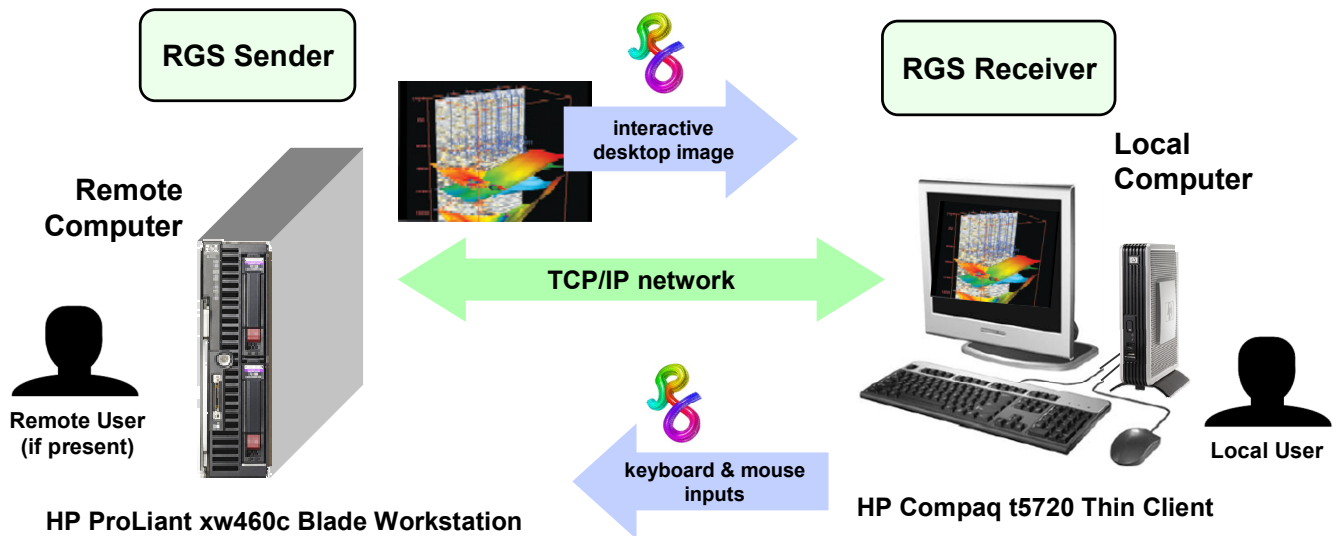 RGS Sender
RGS Receiver
interactive
desktop image
Local
Computer
Remote
Computer
TCP/IP network
Remote User
(if present)
keyboard & mouse
inputs
Local User
HP ProLiant xw460c Blade Workstation
HP Compaq t5720 Thin Client